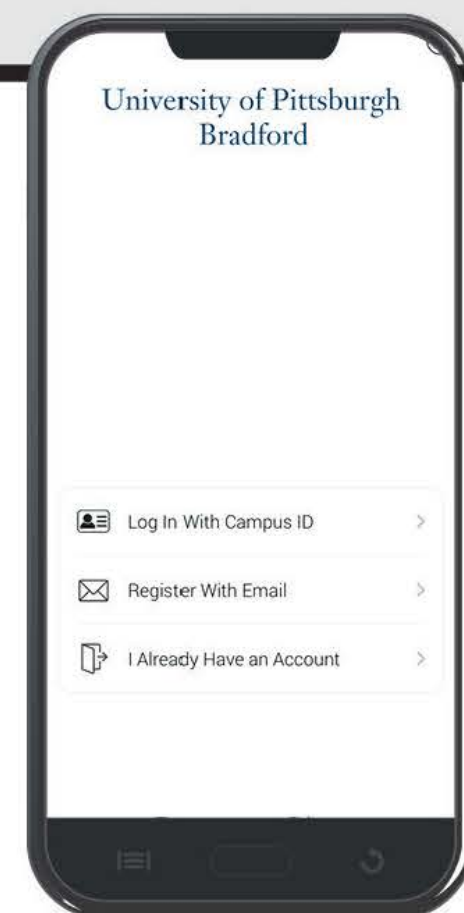 University of Pittsburgh
Bradford
Log In With Campus ID
Register With Email
I Already Have an Account